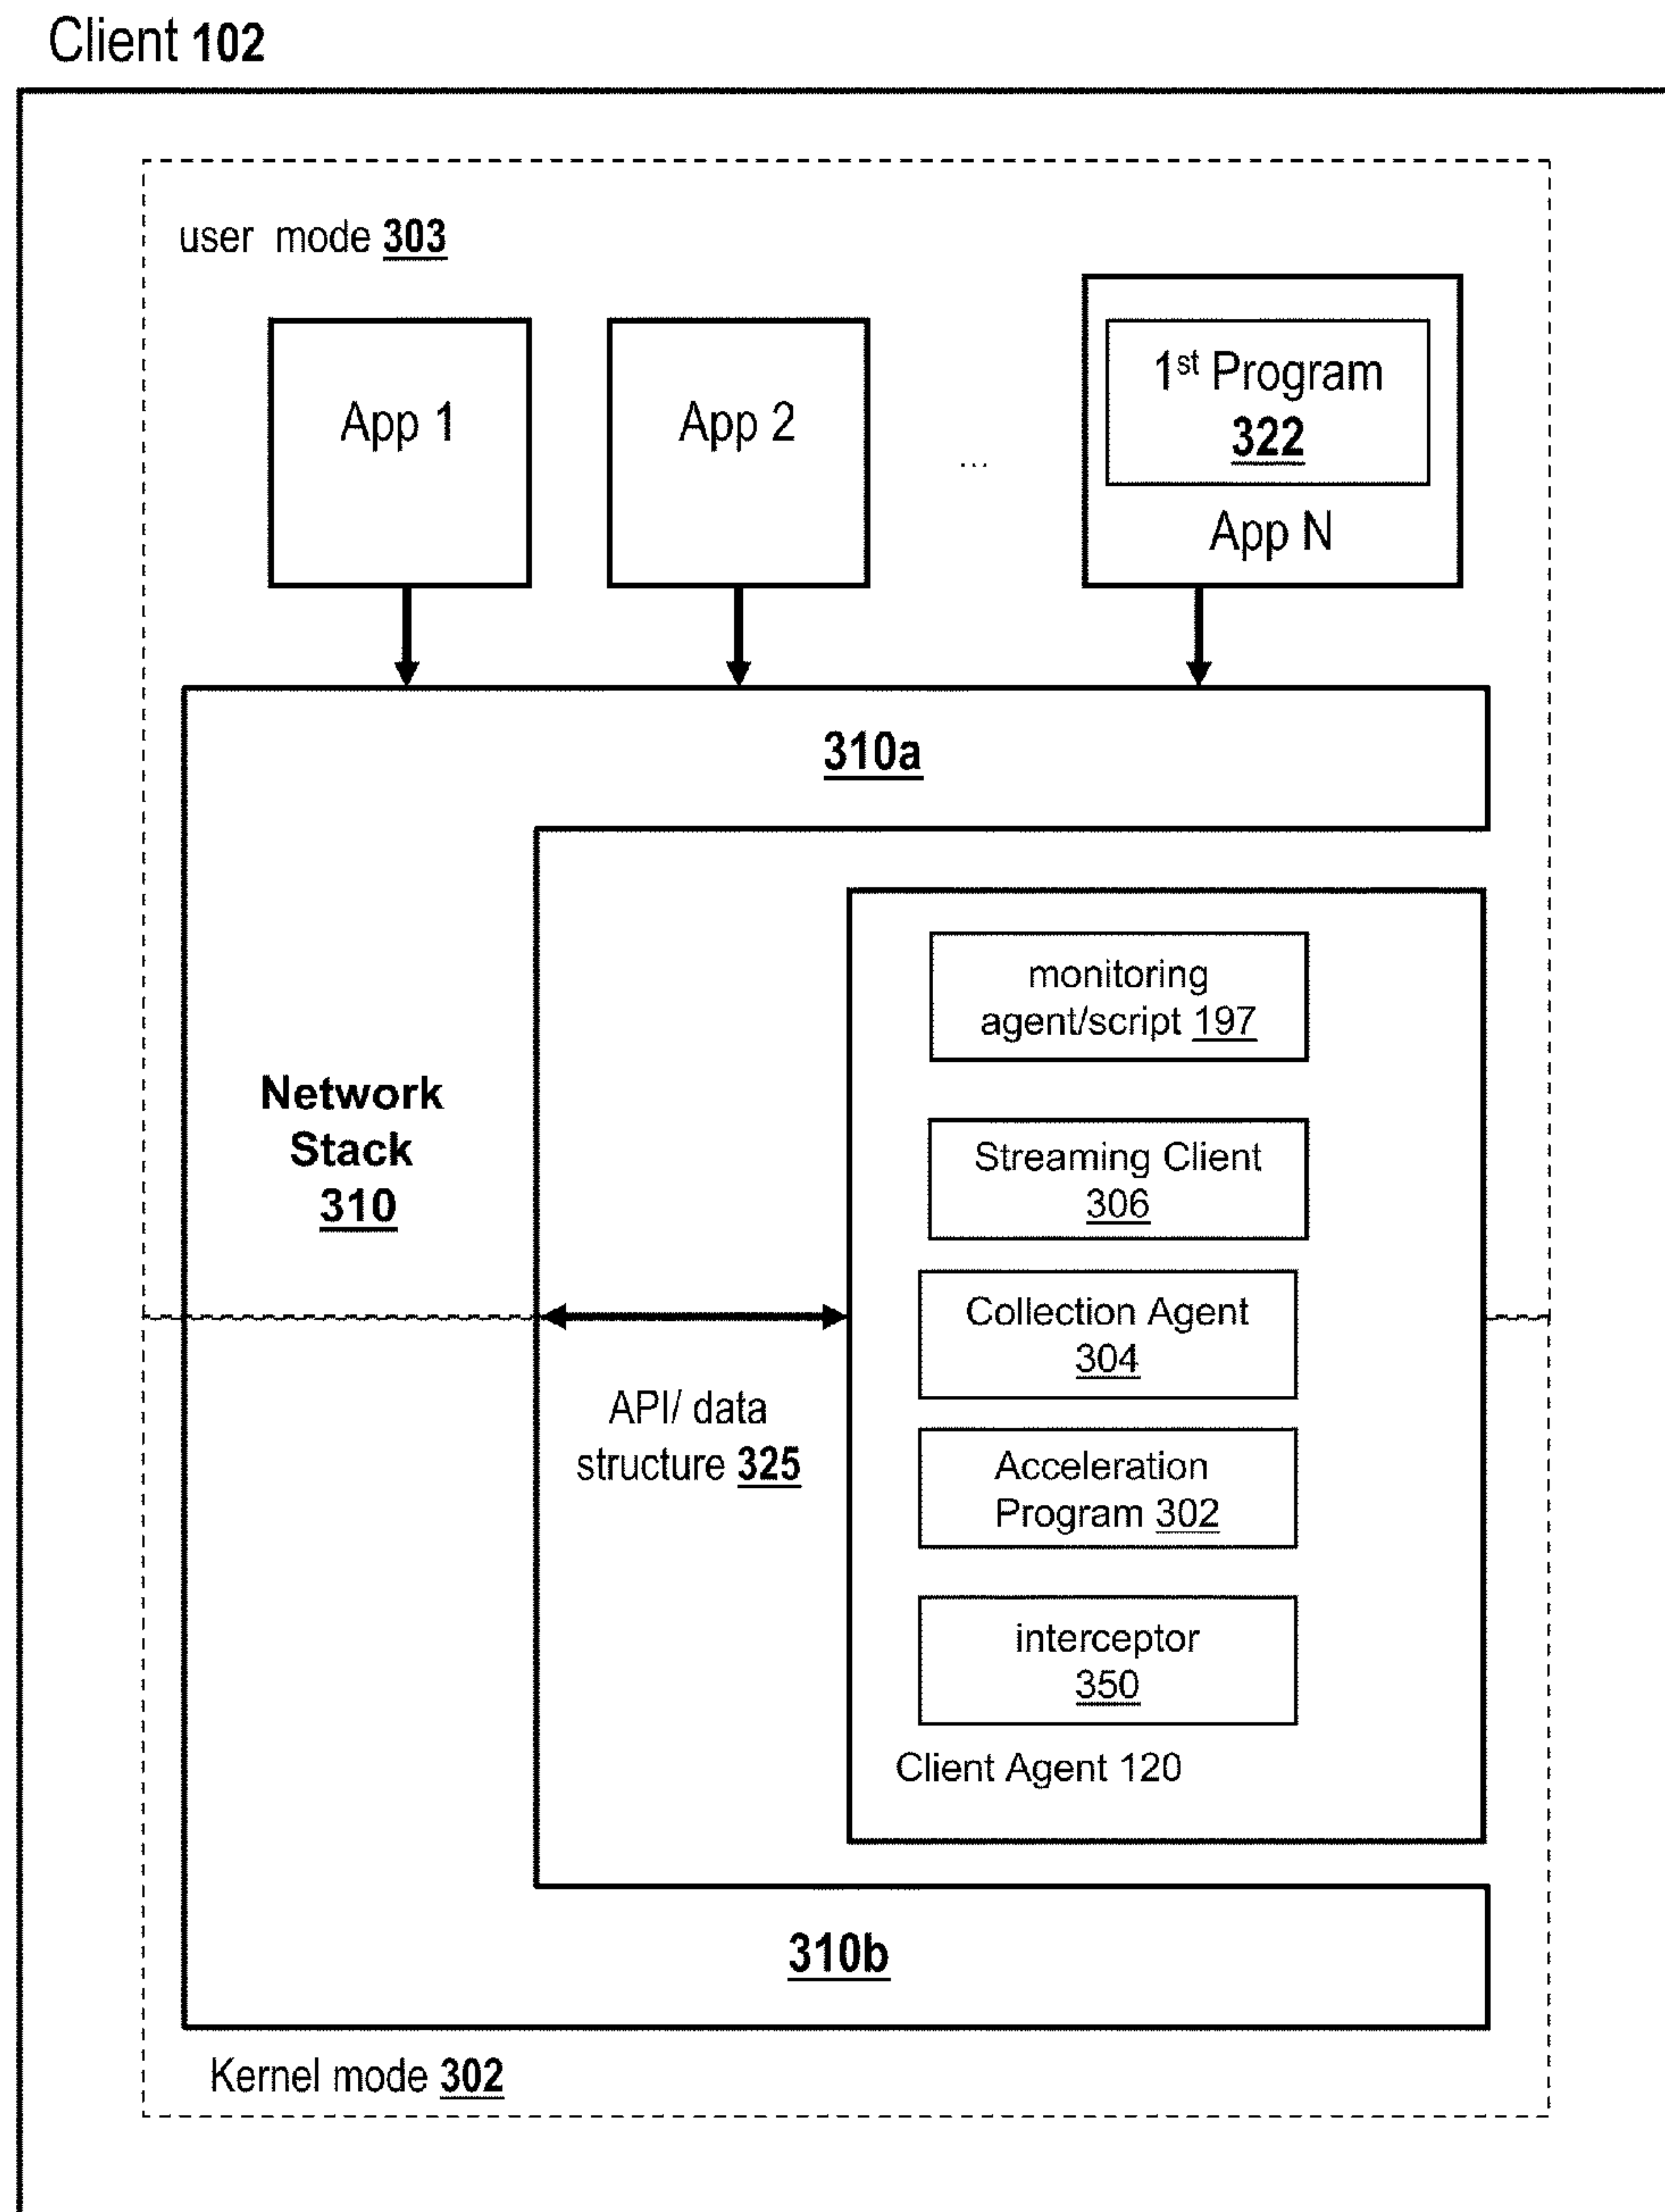 Client 102
user mode 303
App 1
App 2
...
1st Program
322
App N
310a
Network
Stack
310
monitoring
agent/script 197
Streaming Client
306
Collection Agent
304
API/ data
structure 325
Acceleration
Program 302
interceptor
350
Client Agent 120
310b
Kernel mode 302